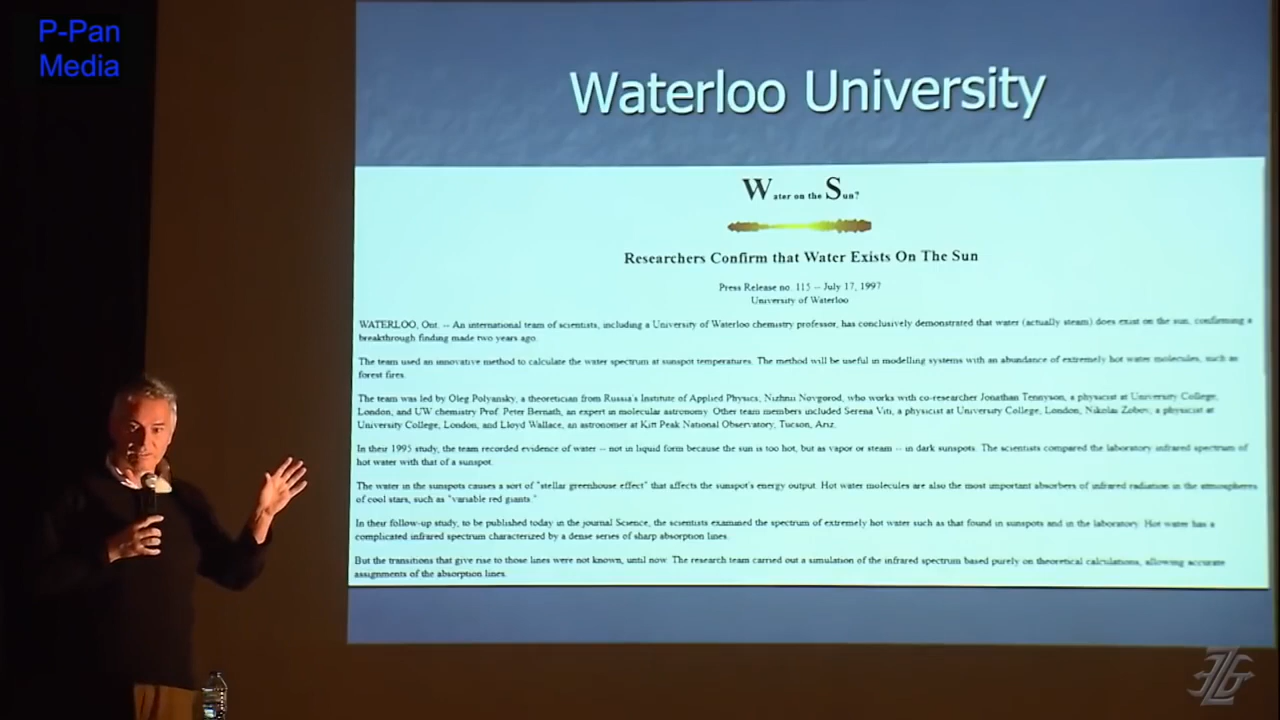 P-Pan
Media
Waterloo University
Water on the Sun?
Researchers Confirm that Water Exists On The Sun
Press Release no. 115 -- July 17, 1997
University of Waterloo
WATERLOO, Ont. -- An international team of scientists, including a University of Waterloo chemistry professor, has conclusively demonstrated that water (actually steam) does exist on the sun, confirming a
breakthrough finding made two years ago.
The team used an innovative method to calculate the water spectrum at sunspot temperatures. The method will be useful in modelling systems with an abundance of extremely hot water molecules, such as
forest fires.
The team was led by Oleg Polyansky, a theoretician from Russia's Institute of Applied Physics, Nizhnii Novgorod, who works with co-researcher Jonathan Tennyson, a physicist at University College,
London, and UW chemistry Prof. Peter Bernath, an expert in molecular astronomy. Other team members included Serena Viti, a physicist at University College, London, Nikolai Zobov, a physicist at
University College, London, and Lloyd Wallace, an astronomer at Kitt Peak National Observatory, Tucson, Ariz.
In their 1995 study, the team recorded evidence of water -- not in liquid form because the sun is too hot, but as vapor or steam -- in dark sunspots. The scientists compared the laboratory infrared spectrum of
hot water with that of a sunspot.
The water in the sunspots causes a sort of "stellar greenhouse effect" that affects the sunspot's energy output. Hot water molecules are also the most important absorbers of infrared radiation in the atmospheres
of cool stars, such as "variable red giants."
In their follow-up study, to be published today in the journal Science, the scientists examined the spectrum of extremely hot water such as that found in sunspots and in the laboratory. Hot water has a
complicated infrared spectrum characterized by a dense series of sharp absorption lines.
But the transitions that give rise to those lines were not known, until now. The research team carried out a simulation of the infrared spectrum based purely on theoretical calculations, allowing accurate
assignments of the absorption lines.